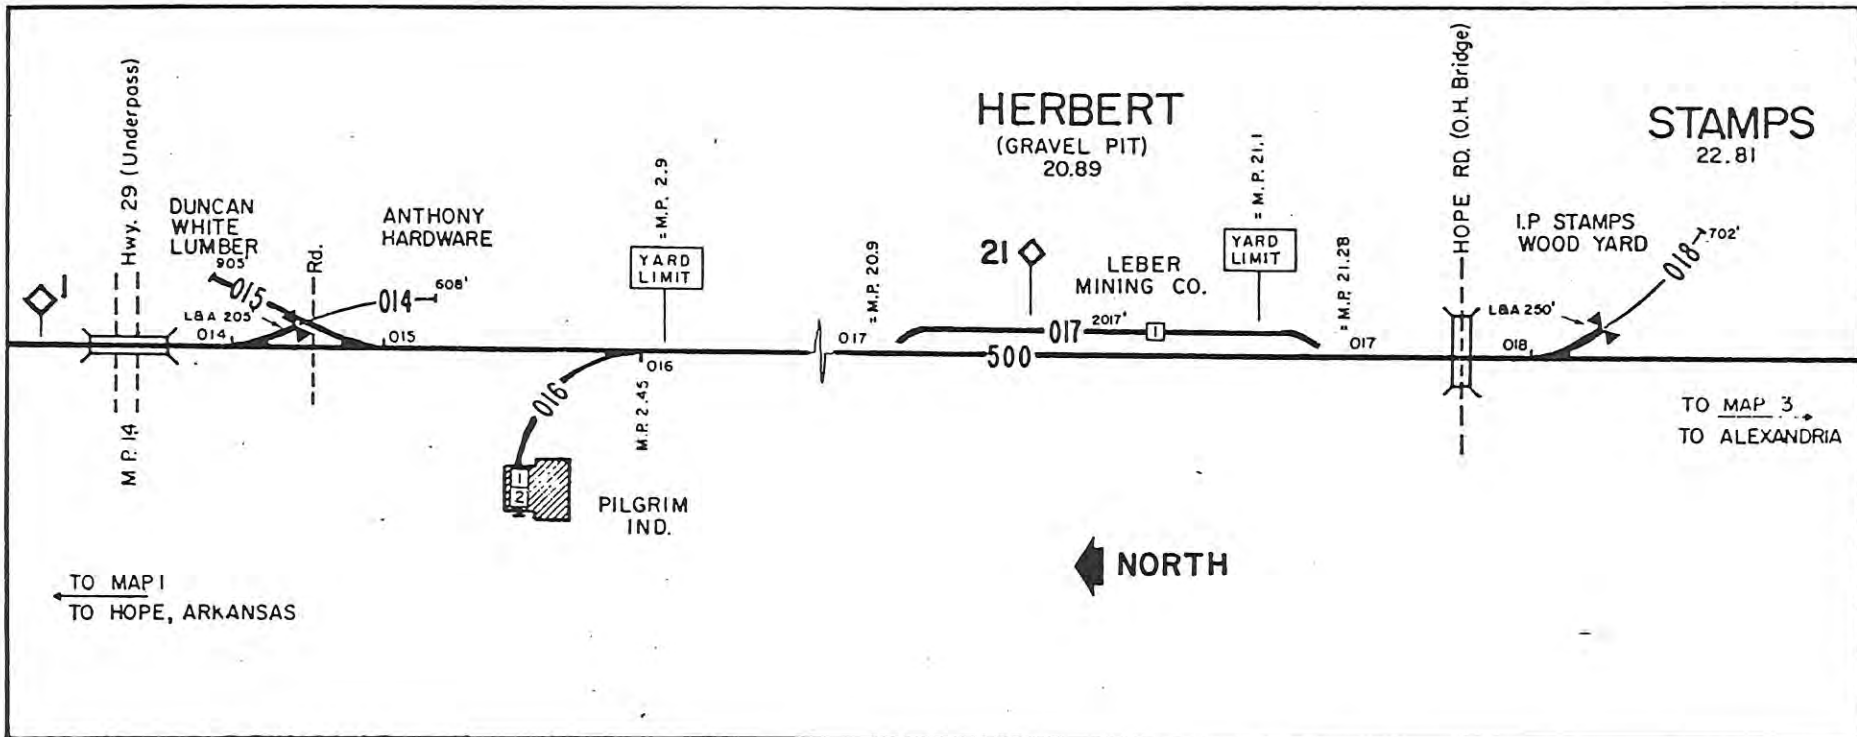 Hwy. 29 (Underpass)
M.P. 14
1
DUNCAN
WHITE
LUMBER
905'
015
L&A 205'
014
Rd.
ANTHONY
HARDWARE
014
608'
015
= M.P. 2.9
YARD
LIMIT
016
016
M.P. 2.45
1
2
PILGRIM
IND.
HERBERT
(GRAVEL PIT)
20.89
017
= M.P. 20.9
21
LEBER
MINING CO.
017
2017'
1
500
= M.P. 21.1
YARD
LIMIT
= M.P. 21.28
017
HOPE RD. (O.H. Bridge)
STAMPS
22.81
I.P STAMPS
WOOD YARD
L&A 250'
018
018
702'
TO MAP 3
TO ALEXANDRIA
NORTH
TO MAP 1
TO HOPE, ARKANSAS